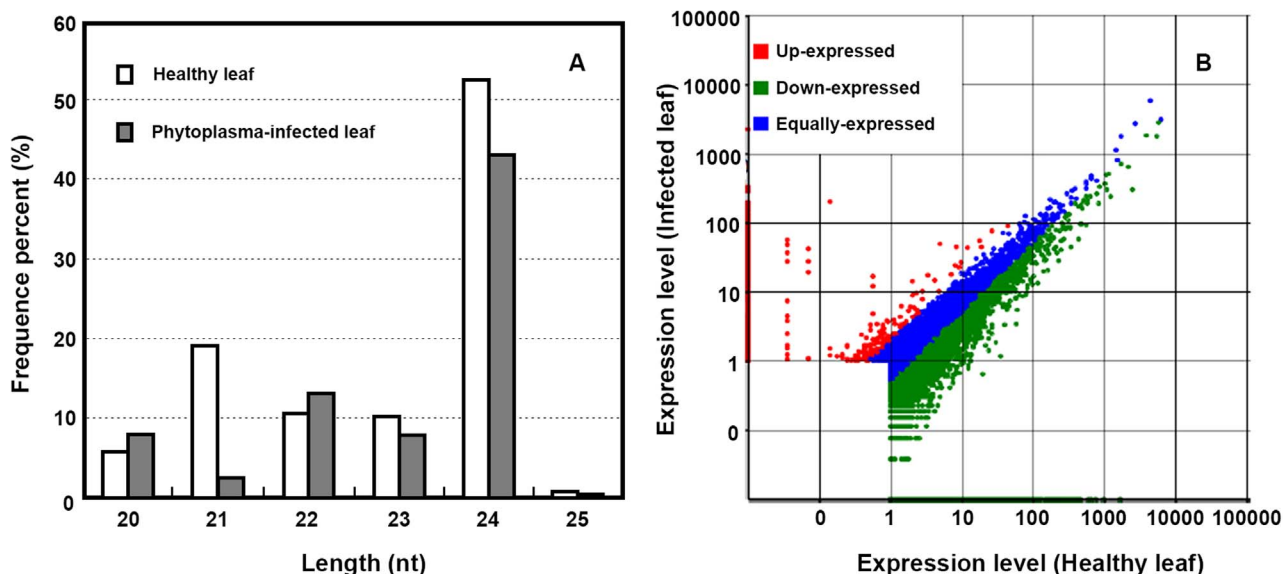 A
Healthy leaf
Phytoplasma-infected leaf
Frequence percent (%)
60
50
40
30
20
10
0
20 21 22 23 24 25
Length (nt)
B
Up-expressed
Down-expressed
Equally-expressed
Expression level (Infected leaf)
100000
10000
1000
100
10
1
0
0 1 10 100 1000 10000 100000
Expression level (Healthy leaf)